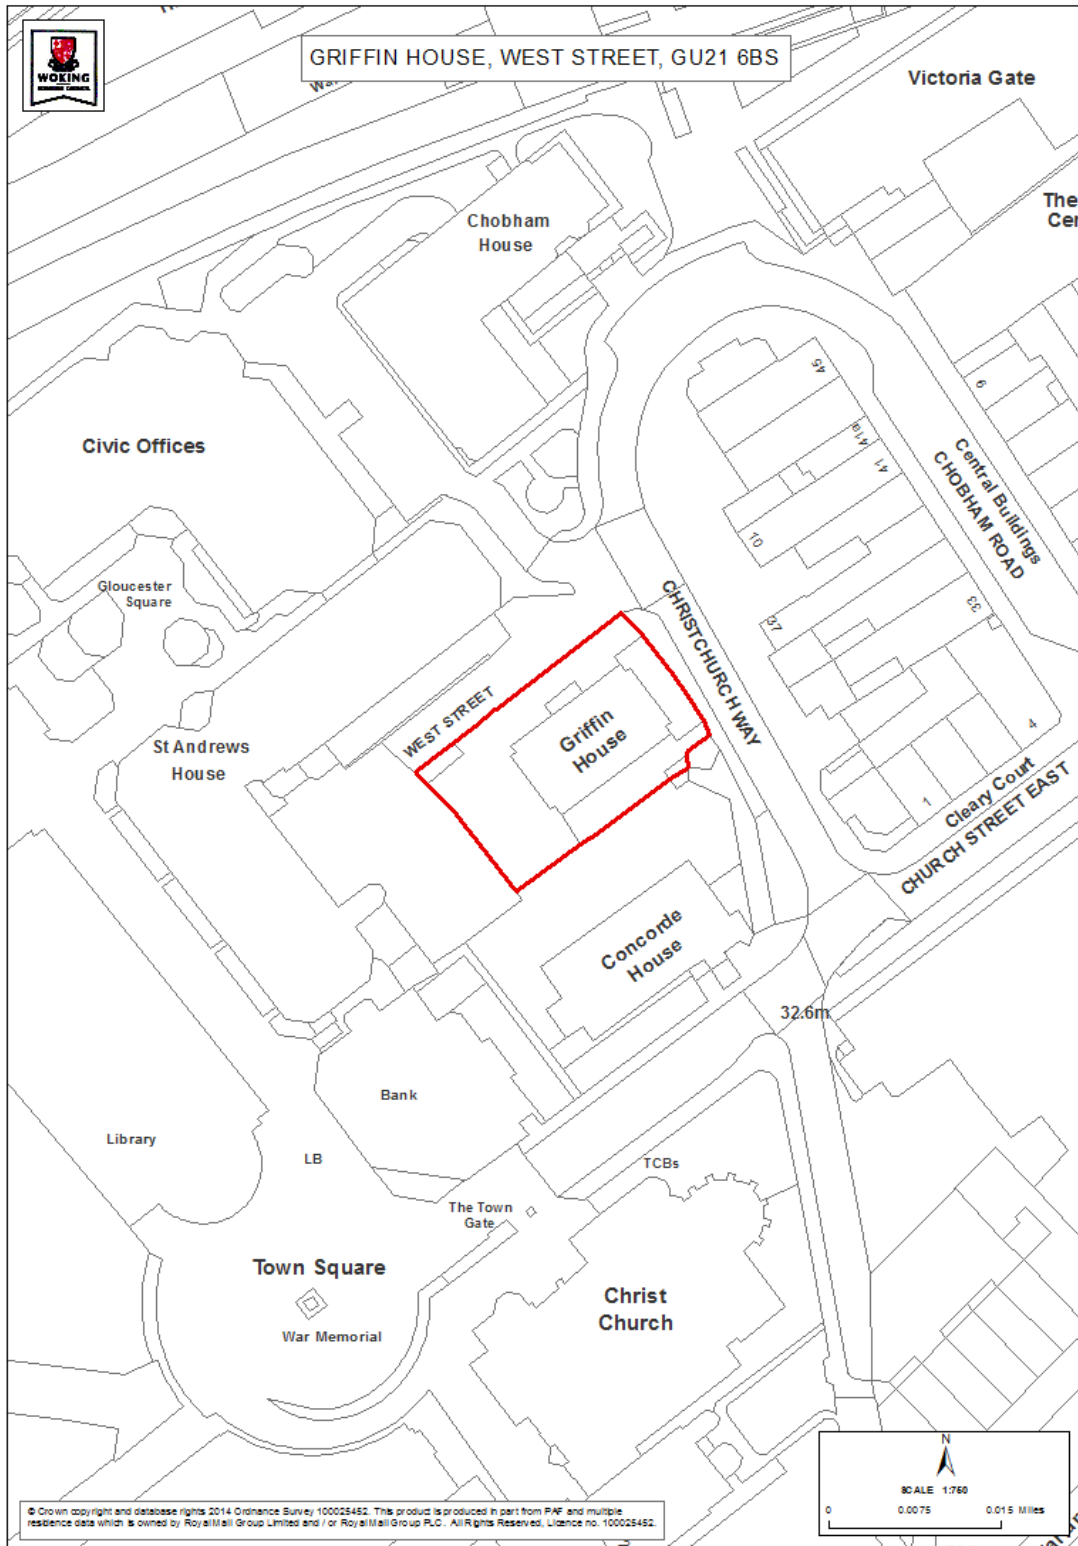 GRIFFIN HOUSE, WEST STREET, GU21 6BS
WOKING
BOROUGH COUNCIL
Victoria Gate
The
Cen
Chobham
House
45
9
41a
41
Civic Offices
Central Buildings
CHOBHAM ROAD
10
Gloucester
Square
CHRISTCHURCH WAY
33
37
WEST STREET
Griffin
House
St Andrews
House
4
1
Cleary Court
CHURCH STREET EAST
Concorde
House
32.6m
Bank
Library
LB
TCBs
The Town
Gate
Town Square
Christ
Church
War Memorial
N
SCALE 1:750
0 0.0075 0.015 Miles
© Crown copyright and database rights 2014 Ordnance Survey 100025452. This product is produced in part from PAF and multiple
residence data which is owned by Royal Mail Group Limited and / or Royal Mail Group PLC. All Rights Reserved, Licence no. 100025452.